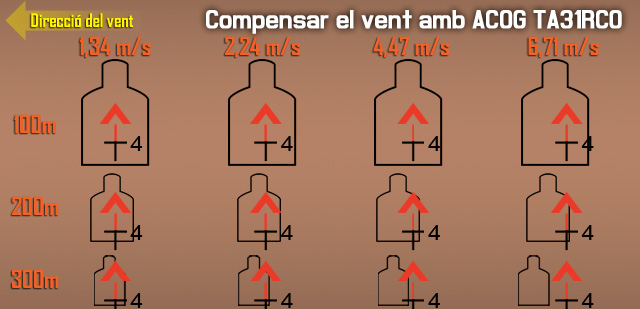 Direcció del vent
Compensar el vent amb ACOG TA31RCO
1,34 m/s 2,24 m/s 4,47 m/s 6,71 m/s
100m 4 4 4 4
200m 4 4 4 4
300m 4 4 4 4